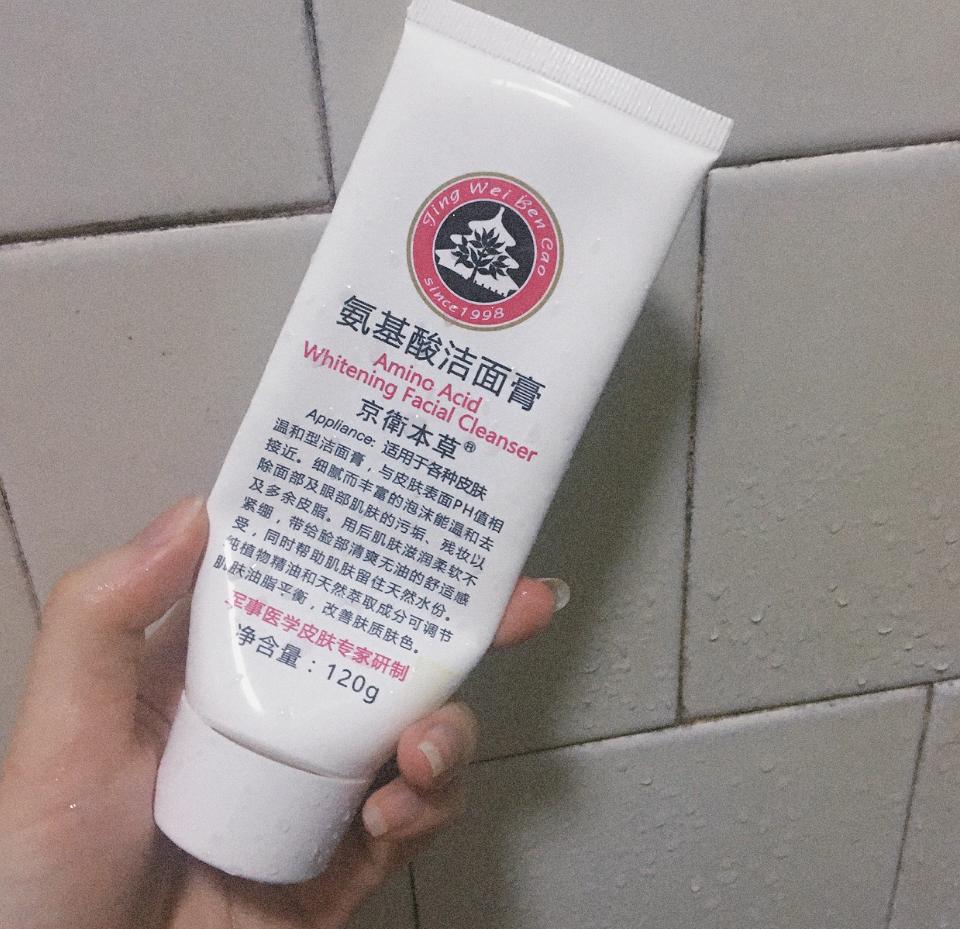 Jing Wei Ben Cao
since1998
氨基酸洁面膏
Amino Acid
Whitening Facial Cleanser
京衛本草®
Appliance: 适用于各种皮肤
温和型洁面膏，与皮肤表面PH值相
接近。细腻而丰富的泡沫能温和去
除面部及眼部肌肤的污垢、残妆以
及多余皮脂。用后肌肤滋润柔软不
紧绷，带给脸部清爽无油的舒适感
受，同时帮助肌肤留住天然水份。
纯植物精油和天然萃取成分可调节
肌肤油脂平衡，改善肤质肤色。
军事医学皮肤专家研制
净含量：120g